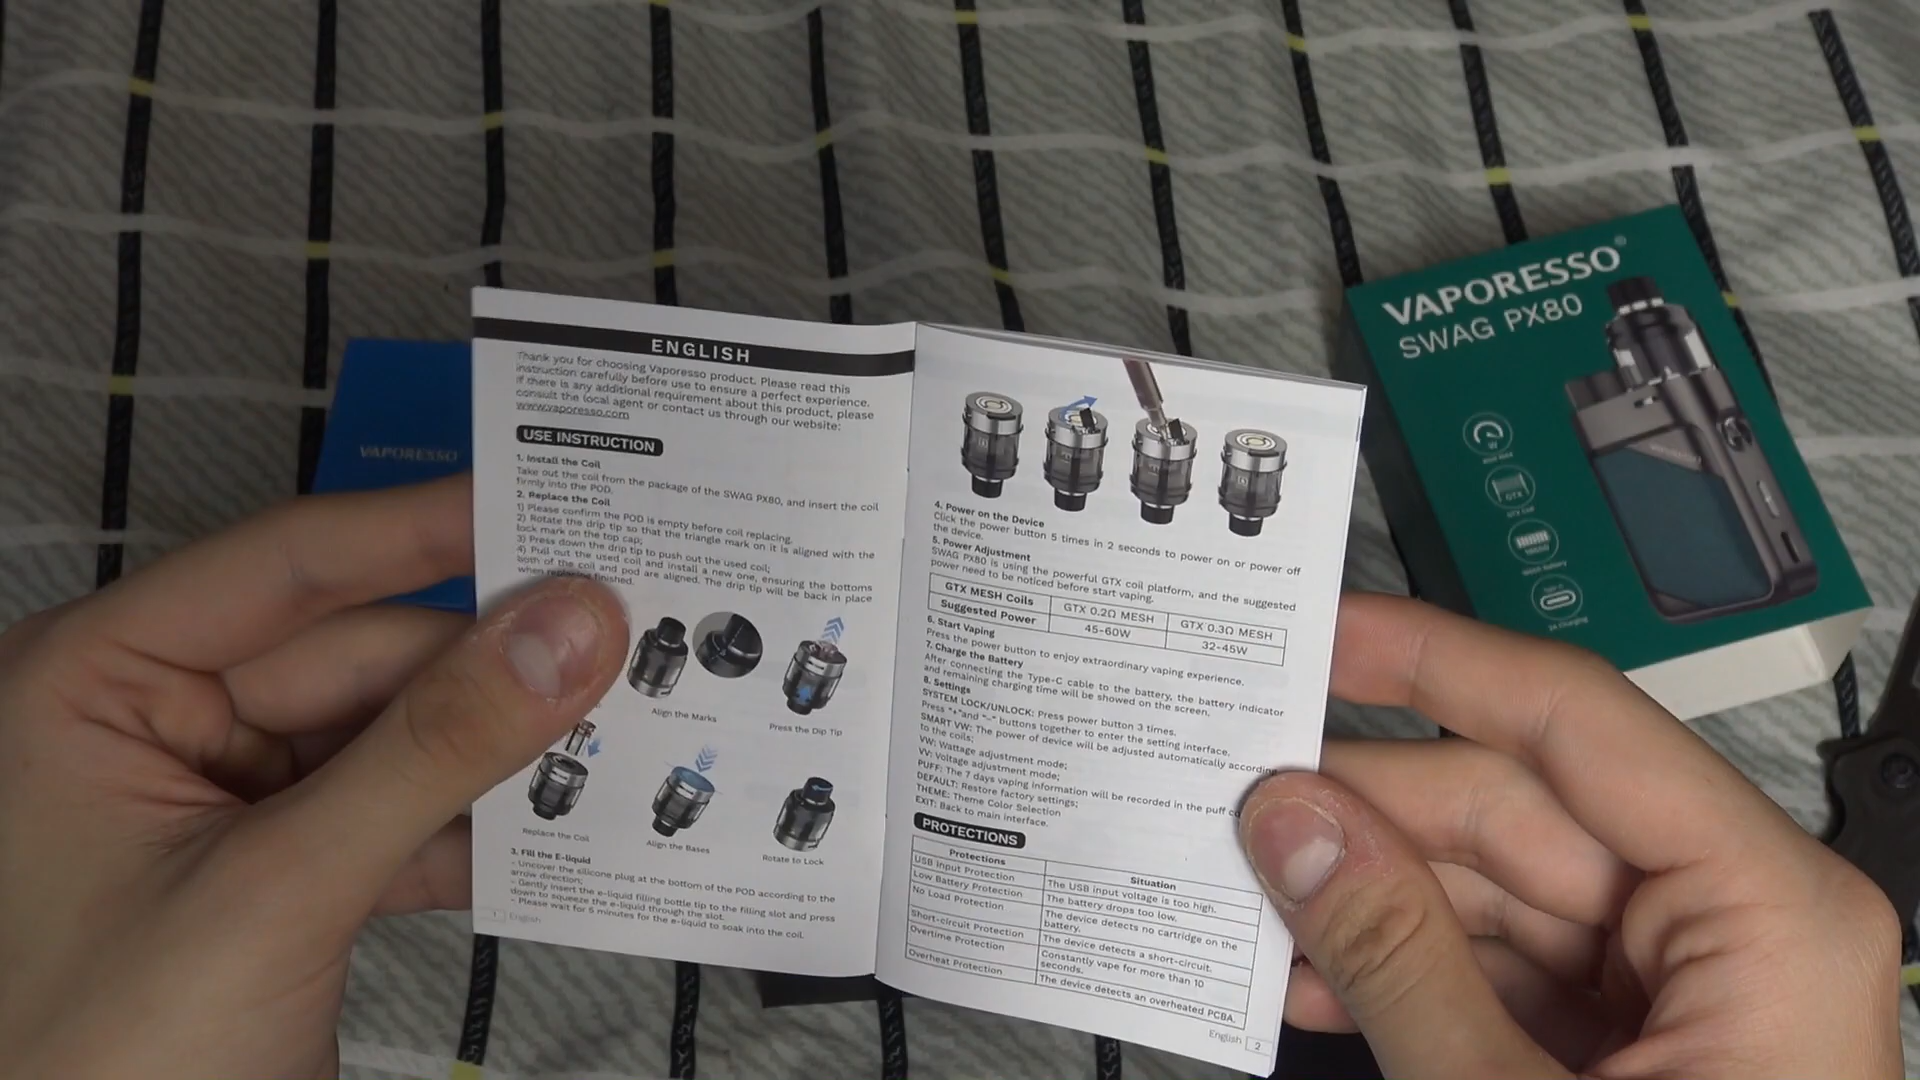 ENGLISH
Thank you for choosing Vaporesso product. Please read this
instruction carefully before use to ensure a perfect experience.
If there is any additional requirement about this product, please
consult the local agent or contact us through our website:
www.vaporesso.com
USE INSTRUCTION
1. Install the Coil
Take out the coil from the package of the SWAG PX80, and insert the coil
firmly into the POD.
2. Replace the Coil
1) Please confirm the POD is empty before coil replacing.
2) Rotate the drip tip so that the triangle mark on it is aligned with the
lock mark on the top cap;
3) Press down the drip tip to push out the used coil;
4) Pull out the used coil and install a new one, ensuring the bottoms
both of the coil and pod are aligned. The drip tip will be back in place
when replacing finished.
Align the Marks
Press the Dip Tip
Replace the Coil
Align the Bases
Rotate to Lock
3. Fill the E-liquid
- Uncover the silicone plug at the bottom of the POD according to the
arrow direction;
- Gently insert the e-liquid filling bottle tip to the filling slot and press
down to squeeze the e-liquid through the slot.
- Please wait for 5 minutes for the e-liquid to soak into the coil.
1 English
4. Power on the Device
Click the power button 5 times in 2 seconds to power on or power off
the device.
5. Power Adjustment
SWAG PX80 is using the powerful GTX coil platform, and the suggested
power need to be noticed before start vaping.
GTX MESH Coils GTX 0.2Ω MESH GTX 0.3Ω MESH
Suggested Power 45-60W 32-45W
6. Start Vaping
Press the power button to enjoy extraordinary vaping experience.
7. Charge the Battery
After connecting the Type-C cable to the battery, the battery indicator
and remaining charging time will be showed on the screen.
8. Settings
SYSTEM LOCK/UNLOCK: Press power button 3 times.
Press "+"and "-" buttons together to enter the setting interface.
SMART VW: The power of device will be adjusted automatically according
to the coils;
VW: Wattage adjustment mode;
VV: Voltage adjustment mode;
PUFF: The 7 days vaping information will be recorded in the puff
DEFAULT: Restore factory settings;
THEME: Theme Color Selection
EXIT: Back to main interface.
PROTECTIONS
Protections Situation
USB Input Protection The USB input voltage is too high.
Low Battery Protection The battery drops too low.
No Load Protection The device detects no cartridge on the
battery.
Short-circuit Protection The device detects a short-circuit.
Overtime Protection Constantly vape for more than 10
seconds.
Overheat Protection The device detects an overheated PCBA.
English 2
VAPORESSO
VAPORESSO®
SWAG PX80
GTX